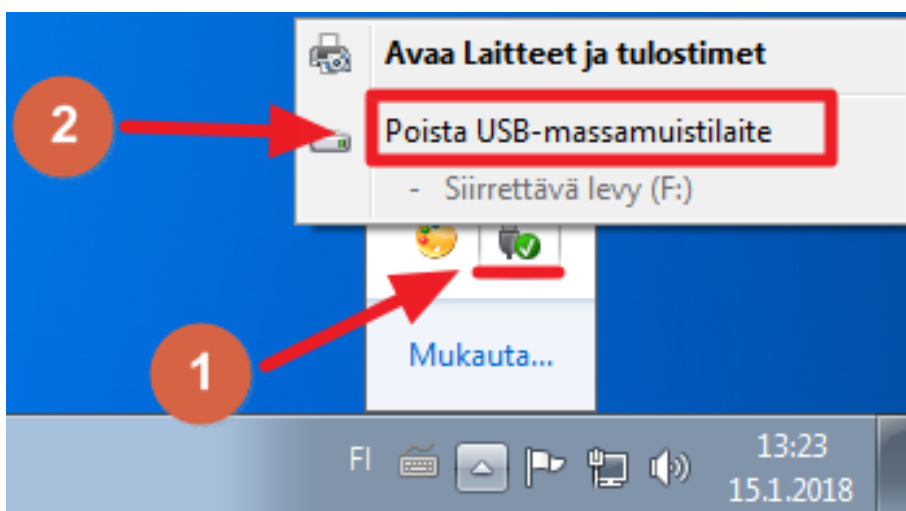 Avaa Laitteet ja tulostimet
2
Poista USB-massamuistilaite
- Siirrettävä levy (F:)
1
Mukauta...
FI
13:23
15.1.2018